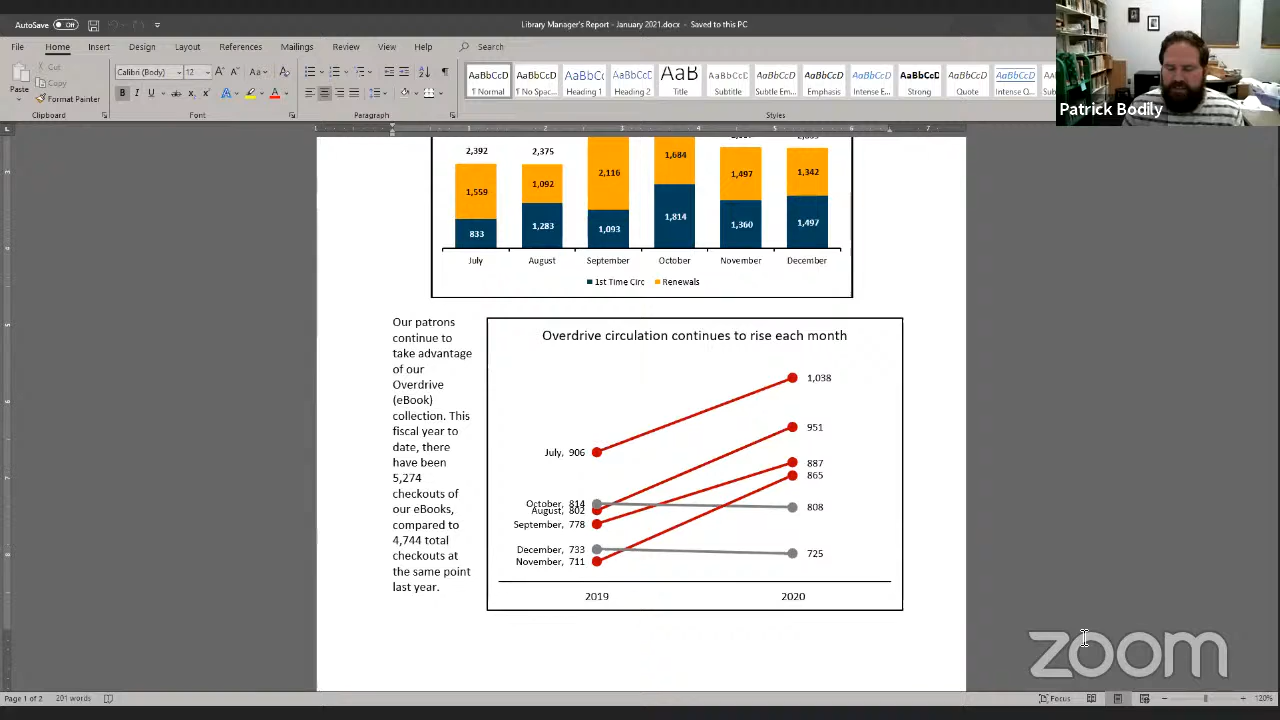 AutoSave Off
Library Manager's Report - January 2021.docx - Saved to this PC
File Home Insert Design Layout References Mailings Review View Help Search
Paste
Cut
Copy
Format Painter
Calibri (Body) 12
AaBbCcD AaBbCcD AaBbCc AaBbCcD AaB AaBbCcD AaBbCcD AaBbCcD AaBbCcD AaBbCcD AaBbCcD AaBbCcD
¶ Normal ¶ No Spac... Heading 1 Heading 2 Title Subtitle Subtle Em... Emphasis Intense E... Strong Quote Intense Q...
Clipboard Font Paragraph Styles
Patrick Bodily
2,392 2,375
1,559 1,092 2,116 1,684 1,497 1,342
833 1,283 1,093 1,814 1,360 1,497
July August September October November December
1st Time Circ Renewals
Our patrons
continue to
take advantage
of our
Overdrive
(eBook)
collection. This
fiscal year to
date, there
have been
5,274
checkouts of
our eBooks,
compared to
4,744 total
checkouts at
the same point
last year.
Overdrive circulation continues to rise each month
1,038
951
July, 906
887
865
October, 814
808
August, 802
September, 778
December, 733
725
November, 711
2019 2020
zoom
Page 1 of 2 201 words
Focus
120%